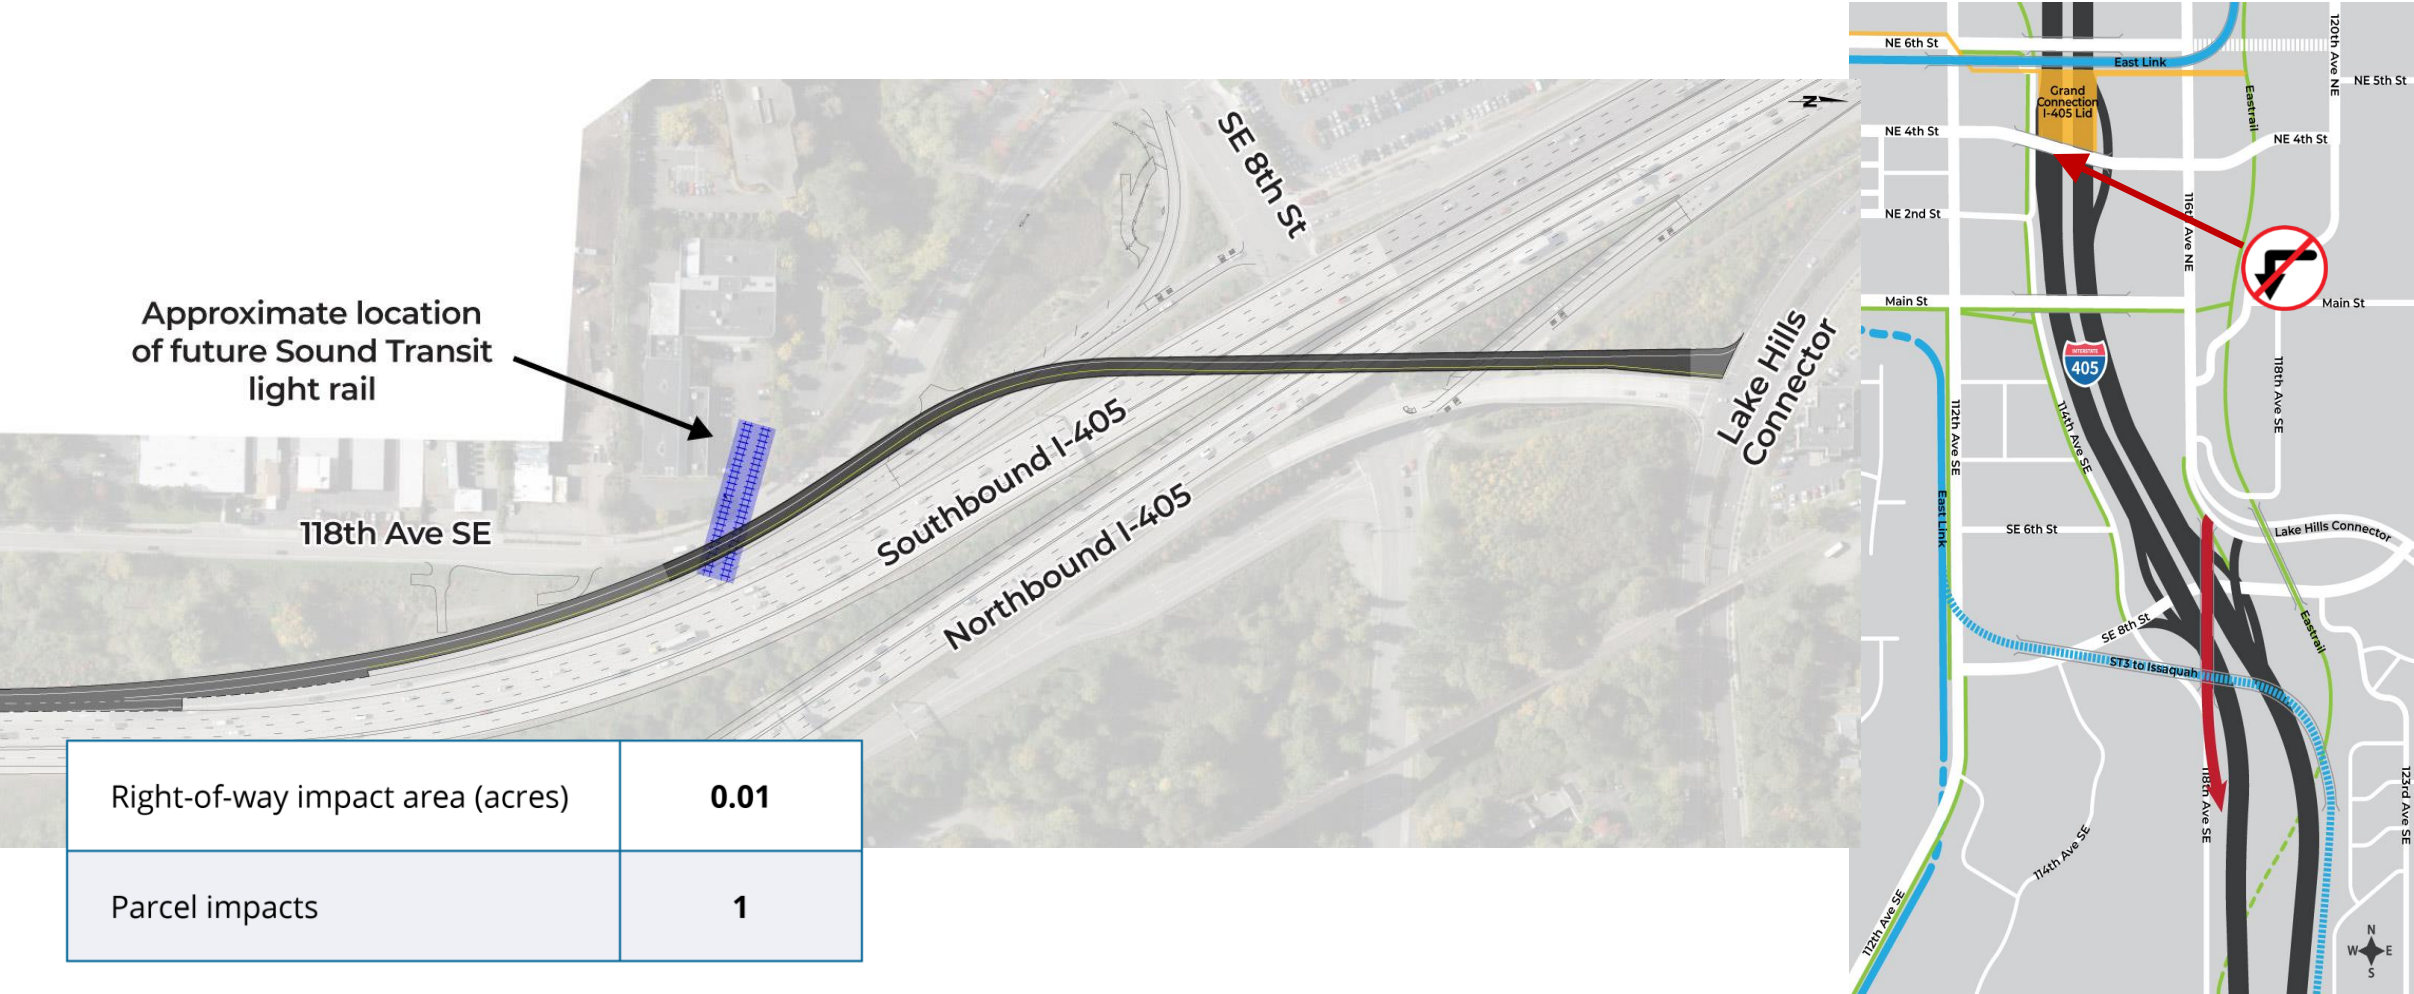 Approximate location
of future Sound Transit
light rail
118th Ave SE
SE 8th St
N
Southbound I-405
Northbound I-405
Lake Hills
Connector
Right-of-way impact area (acres) 0.01
Parcel impacts 1
NE 6th St
East Link
120th Ave NE
NE 5th St
Grand
Connection
I-405 Lid
Eastrail
NE 4th St
NE 4th St
116th Ave NE
NE 2nd St
Main St
Main St
INTERSTATE
405
118th Ave SE
112th Ave SE
114th Ave SE
East Link
SE 6th St
Lake Hills Connector
SE 8th St
Eastrail
ST3 to Issaquah
118th Ave SE
123rd Ave SE
114th Ave SE
112th Ave SE
N
W E
S